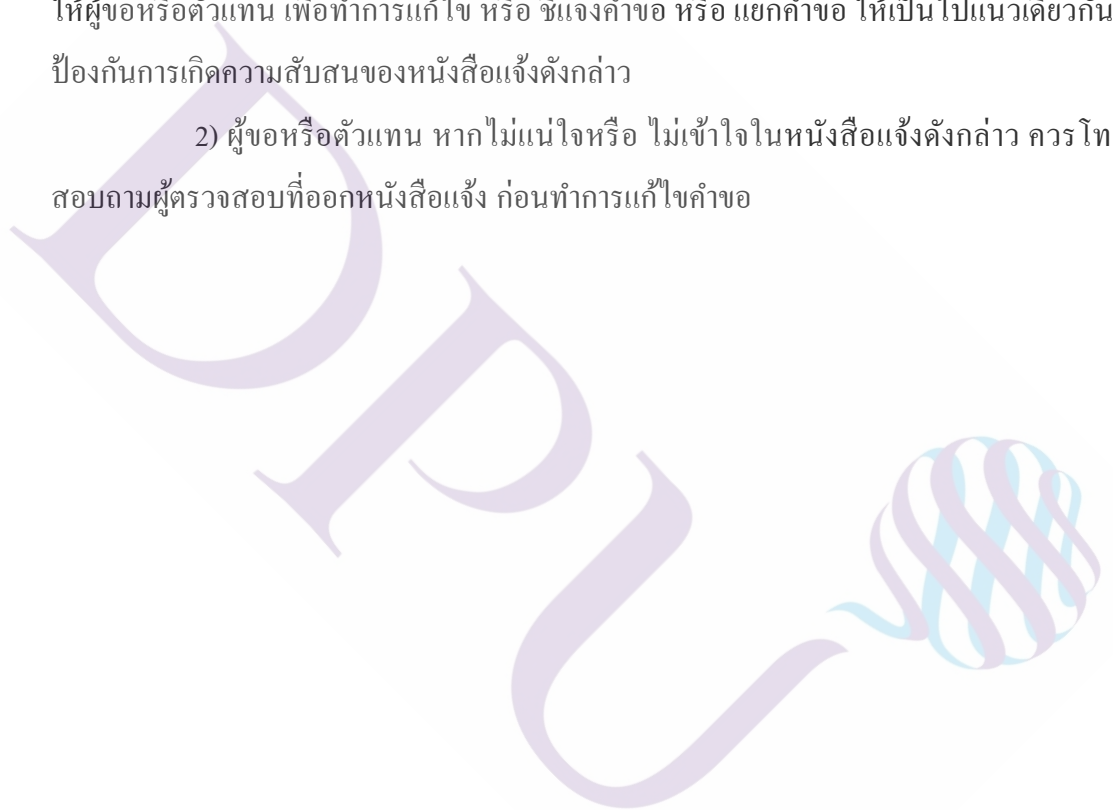 ให้ผู้ขอหรือตัวแทน เพื่อทำการแก้ไข หรือ ชี้แจงคำขอ หรือ แยกคำขอ ให้เป็นไปแนวเดียวกัน
ป้องกันการเกิดความสับสนของหนังสือแจ้งดังกล่าว
2) ผู้ขอหรือตัวแทน หากไม่แน่ใจหรือ ไม่เข้าใจในหนังสือแจ้งดังกล่าว ควรโท
สอบถามผู้ตรวจสอบที่ออกหนังสือแจ้ง ก่อนทำการแก้ไขคำขอ
DPU